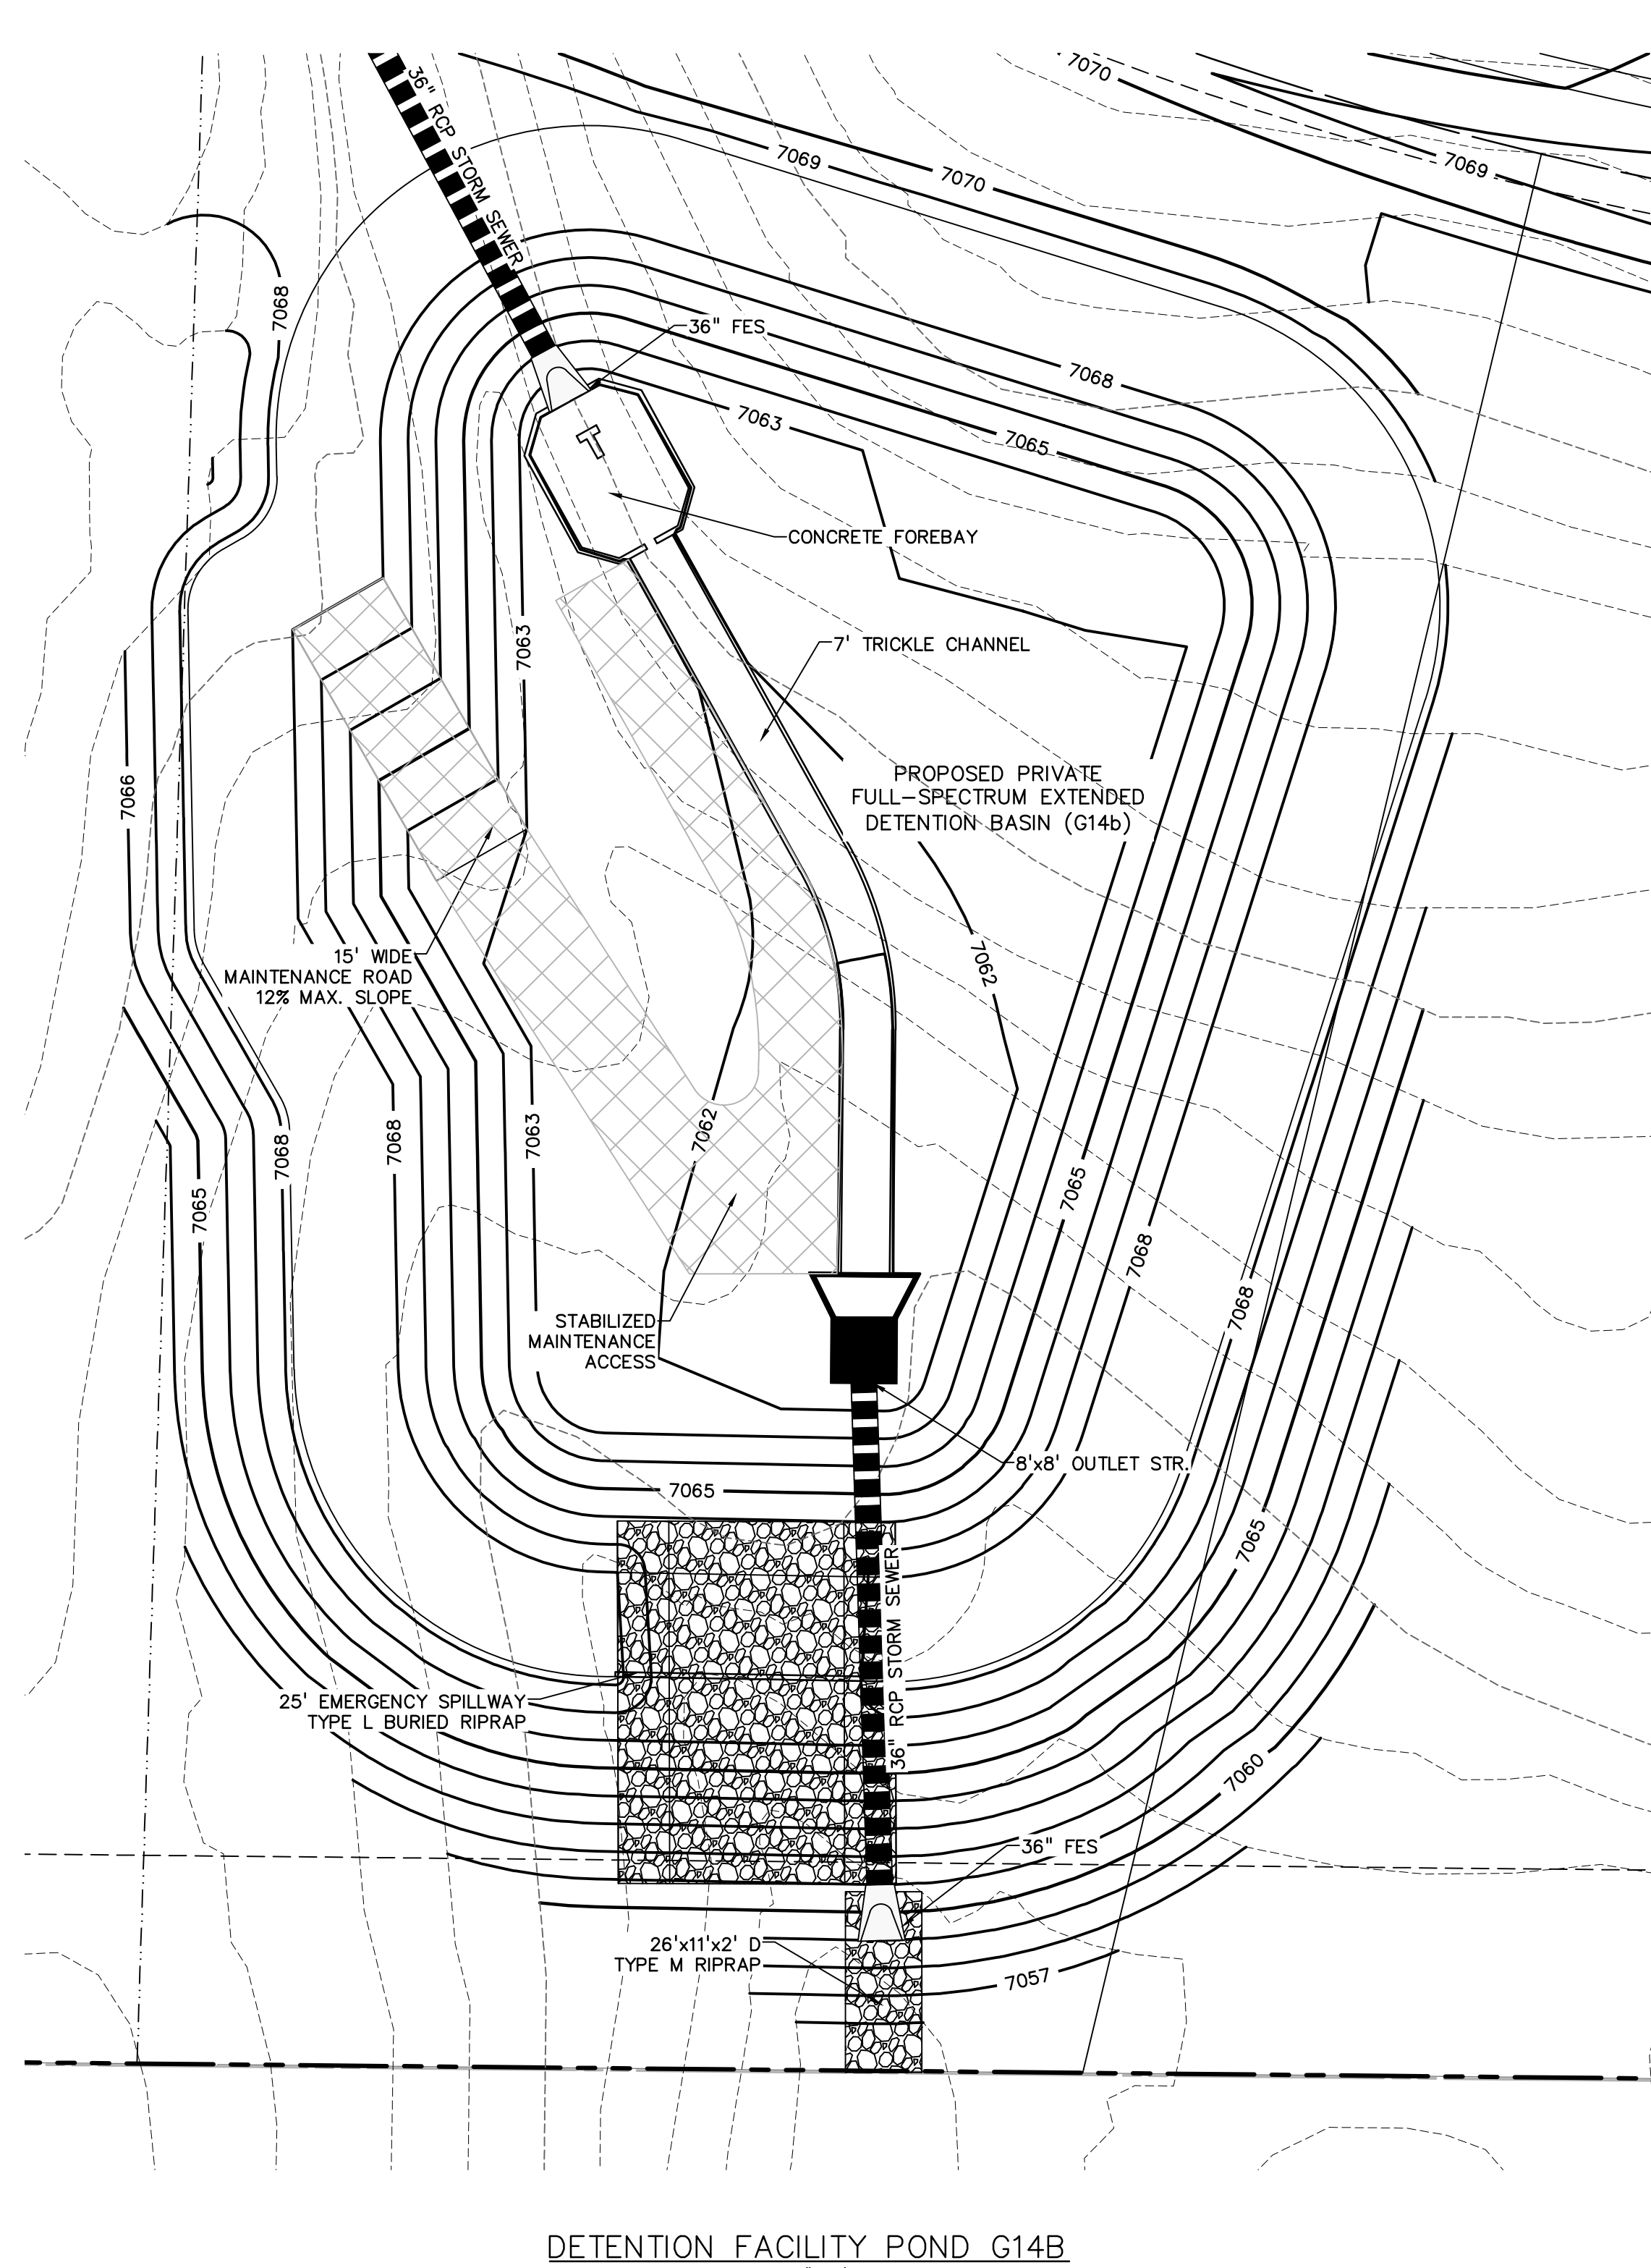 7070
36" RCP STORM SEWER
7069
7070
7069
7068
36" FES
7068
7063
7065
CONCRETE FOREBAY
7063
7' TRICKLE CHANNEL
7066
PROPOSED PRIVATE
FULL-SPECTRUM EXTENDED
DETENTION BASIN (G14b)
15' WIDE
MAINTENANCE ROAD
12% MAX. SLOPE
7062
7062
7063
7068
7068
7065
7065
7068
7068
STABILIZED
MAINTENANCE
ACCESS
8'x8' OUTLET STR.
7065
7065
36" RCP STORM SEWER
25' EMERGENCY SPILLWAY
TYPE L BURIED RIPRAP
7060
36" FES
26'x11'x2' D
TYPE M RIPRAP
7057
DETENTION FACILITY POND G14B